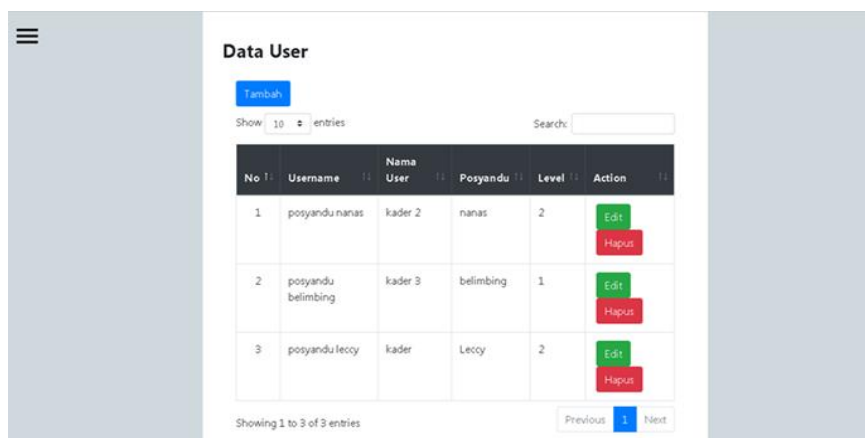 Data User
Tambah
Show 10 entries Search:
No Username Nama User Posyandu Level Action
1 posyandu nanas kader 2 nanas 2 Edit Hapus
2 posyandu belimbing kader 3 belimbing 1 Edit Hapus
3 posyandu leccy kader Leccy 2 Edit Hapus
Showing 1 to 3 of 3 entries Previous 1 Next